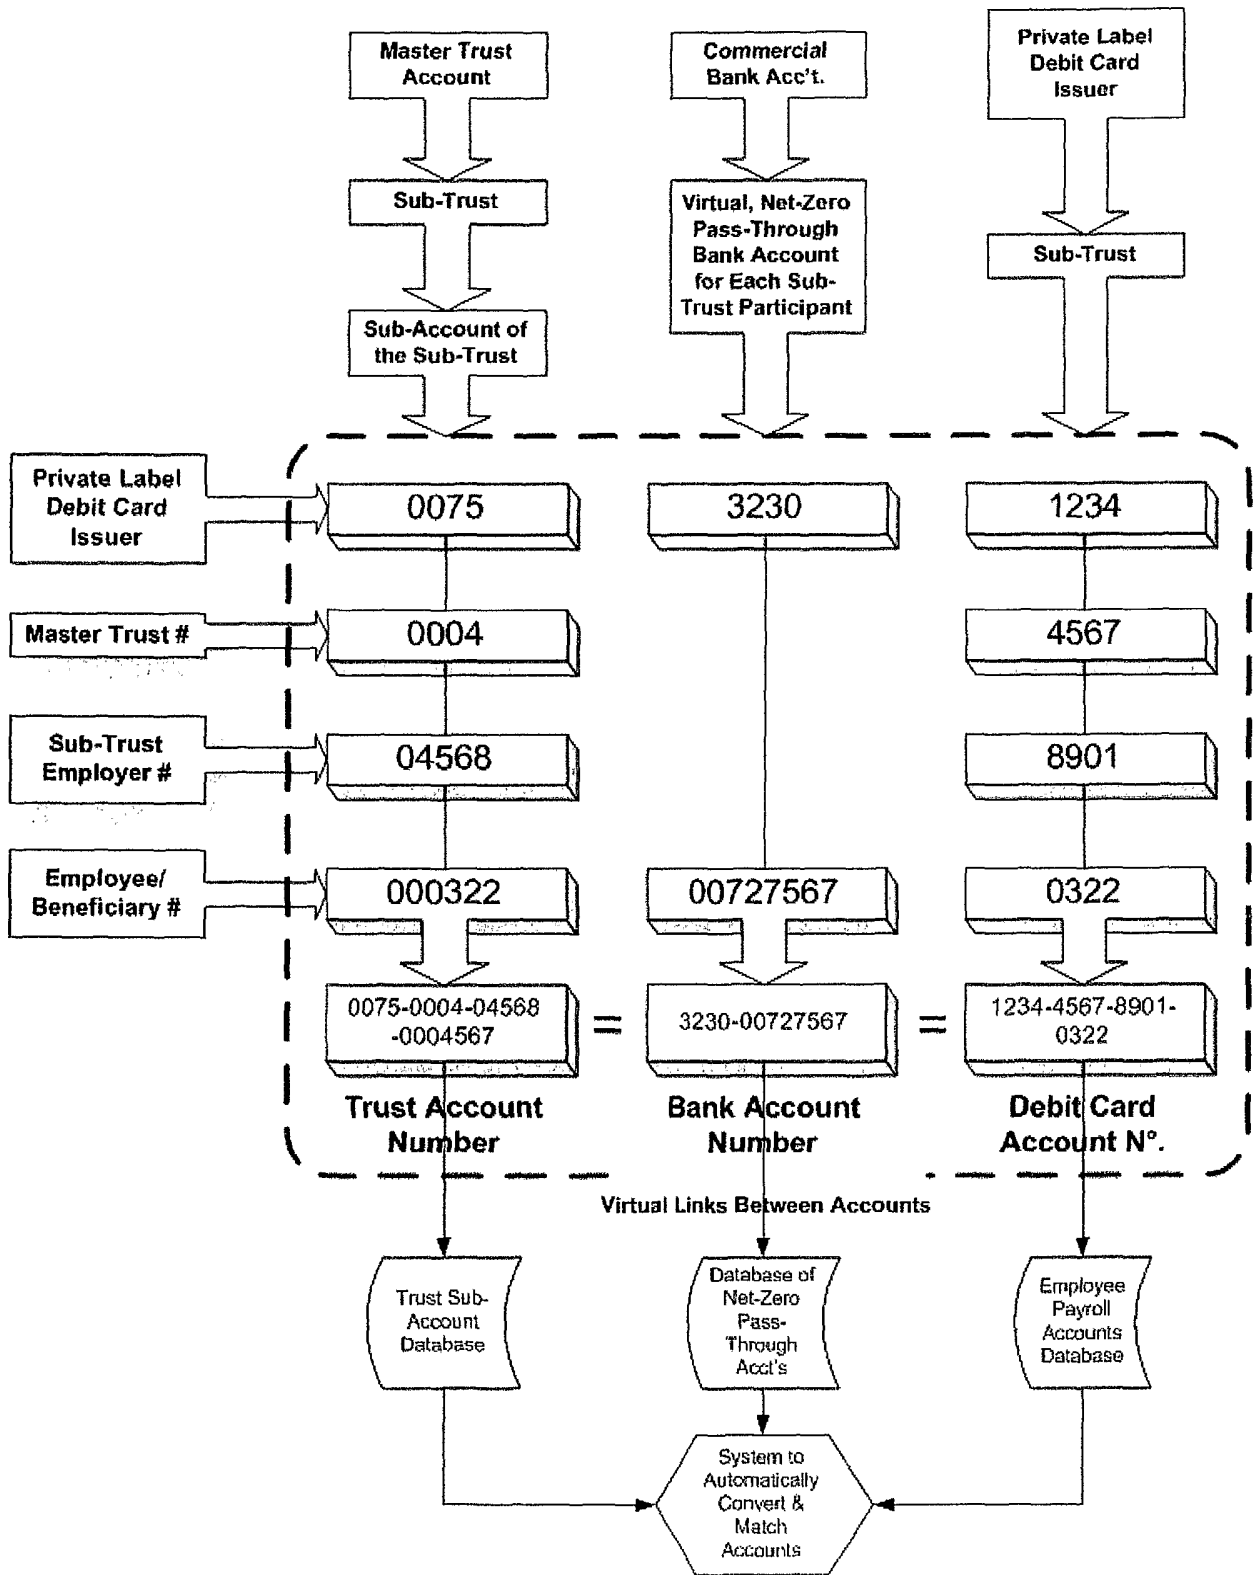 Master Trust
Account
Commercial
Bank Acc't.
Private Label
Debit Card
Issuer
Sub-Trust
Virtual, Net-Zero
Pass-Through
Bank Account
for Each Sub-
Trust Participant
Sub-Trust
Sub-Account of
the Sub-Trust
Private Label
Debit Card
Issuer
0075
3230
1234
Master Trust #
0004
4567
Sub-Trust
Employer #
04568
8901
Employee/
Beneficiary #
000322
00727567
0322
0075-0004-04568
-0004567
=
3230-00727567
=
1234-4567-8901-
0322
Trust Account
Number
Bank Account
Number
Debit Card
Account N°.
Virtual Links Between Accounts
Trust Sub-
Account
Database
Database of
Net-Zero
Pass-
Through
Acct's
Employee
Payroll
Accounts
Database
System to
Automatically
Convert &
Match
Accounts